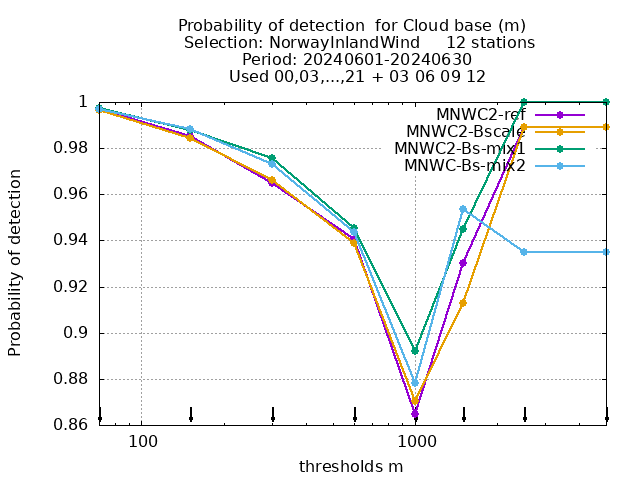 Probability of detection  for Cloud base (m)
Selection: NorwayInlandWind     12 stations
Period: 20240601-20240630
Used 00,03,...,21 + 03 06 09 12
MNWC2-ref
MNWC2-Bscale
MNWC2-Bs-mix1
MNWC-Bs-mix2
Probability of detection
1
0.98
0.96
0.94
0.92
0.9
0.88
0.86
100
1000
thresholds m